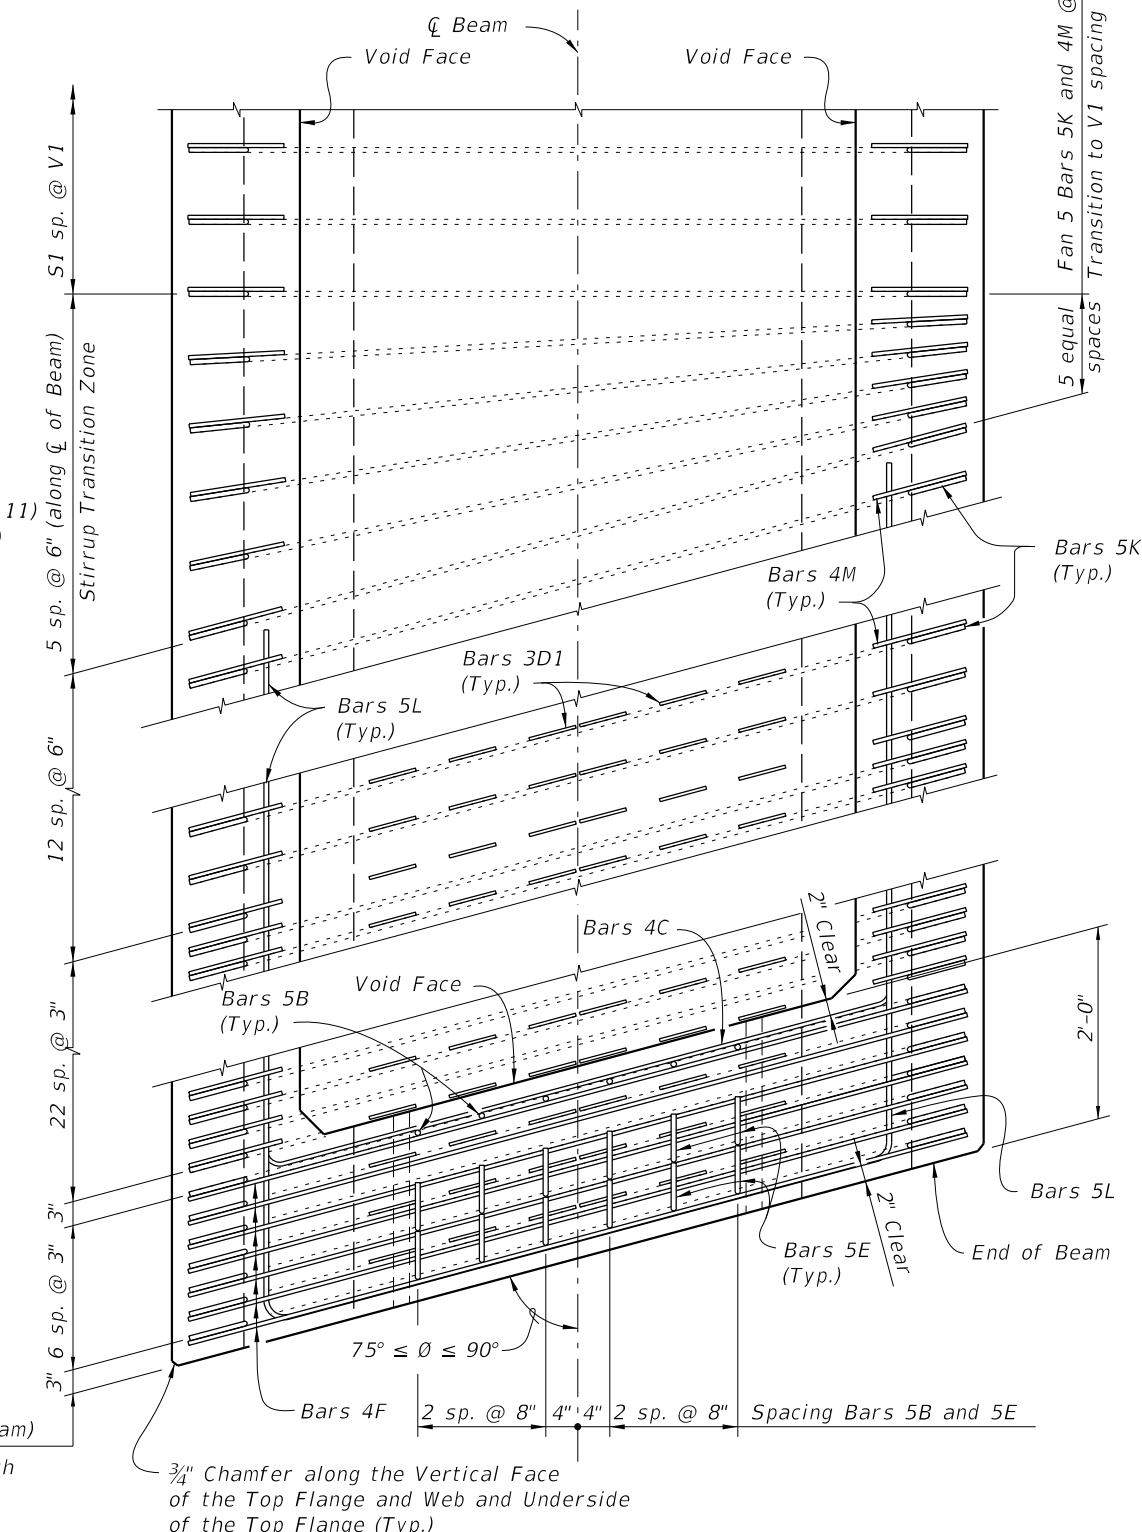 ℄ Beam
Void Face
Void Face
S1 sp. @ V1
5 sp. @ 6" (along ℄ of Beam)
Stirrup Transition Zone
12 sp. @ 6"
22 sp. @ 3"
3"
6 sp. @ 3"
3"
5 equal
spaces
Fan 5 Bars 5K and 4M @
Transition to V1 spacing
11)
Bars 5K
(Typ.)
Bars 4M
(Typ.)
Bars 3D1
(Typ.)
Bars 5L
(Typ.)
Bars 4C
2" Clear
Void Face
Bars 5B
(Typ.)
2'-0"
Bars 5L
2" Clear
Bars 5E
(Typ.)
End of Beam
75° ≤ Ø ≤ 90°
Bars 4F
2 sp. @ 8"
4"
4"
2 sp. @ 8"
Spacing Bars 5B and 5E
am)
¾" Chamfer along the Vertical Face
of the Top Flange and Web and Underside
of the Top Flange (Typ.)